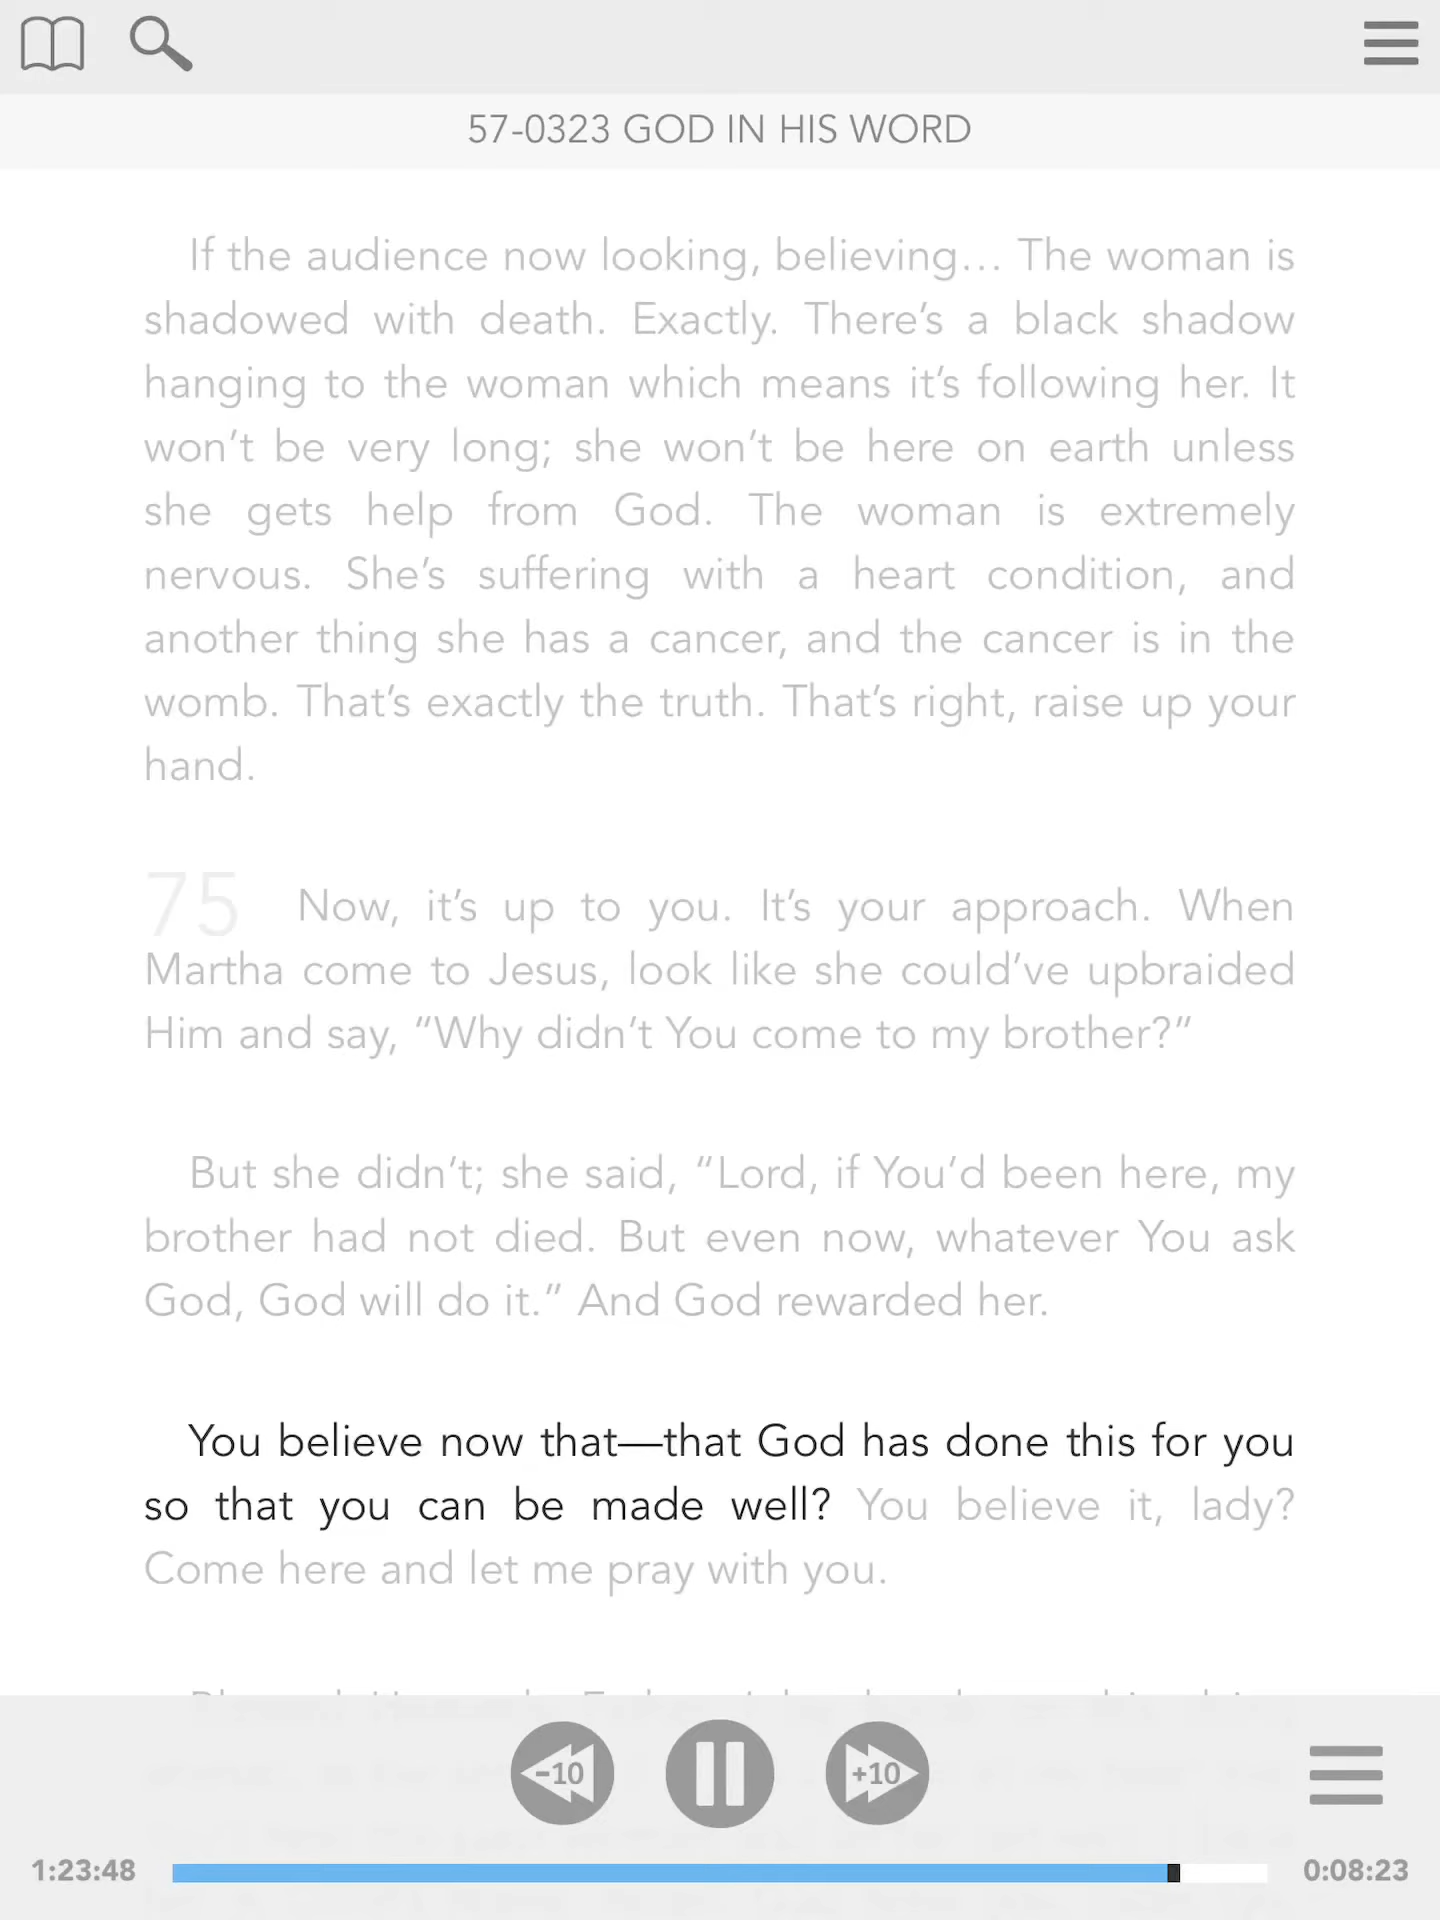 57-0323 GOD IN HIS WORD
If the audience now looking, believing… The woman is
shadowed with death. Exactly. There’s a black shadow
hanging to the woman which means it’s following her. It
won’t be very long; she won’t be here on earth unless
she gets help from God. The woman is extremely
nervous. She’s suffering with a heart condition, and
another thing she has a cancer, and the cancer is in the
womb. That’s exactly the truth. That’s right, raise up your
hand.
75 Now, it’s up to you. It’s your approach. When
Martha come to Jesus, look like she could’ve upbraided
Him and say, “Why didn’t You come to my brother?”
But she didn’t; she said, “Lord, if You’d been here, my
brother had not died. But even now, whatever You ask
God, God will do it.” And God rewarded her.
You believe now that—that God has done this for you
so that you can be made well? You believe it, lady?
Come here and let me pray with you.
-10 +10
1:23:48 0:08:23